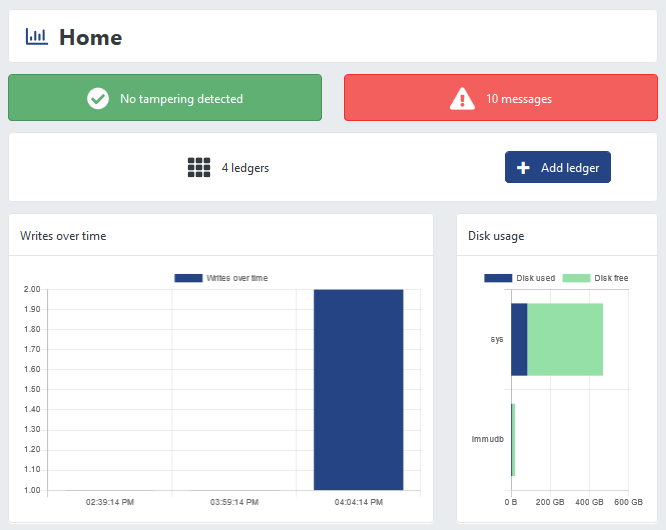 Home
No tampering detected
10 messages
4 ledgers
Add ledger
Writes over time
Writes over time
2.00
1.90
1.80
1.70
1.60
1.50
1.40
1.30
1.20
1.10
1.00
02:39:14 PM 03:59:14 PM 04:04:14 PM
Disk usage
Disk used Disk free
sys
immudb
0 B 200 GB 400 GB 600 GB